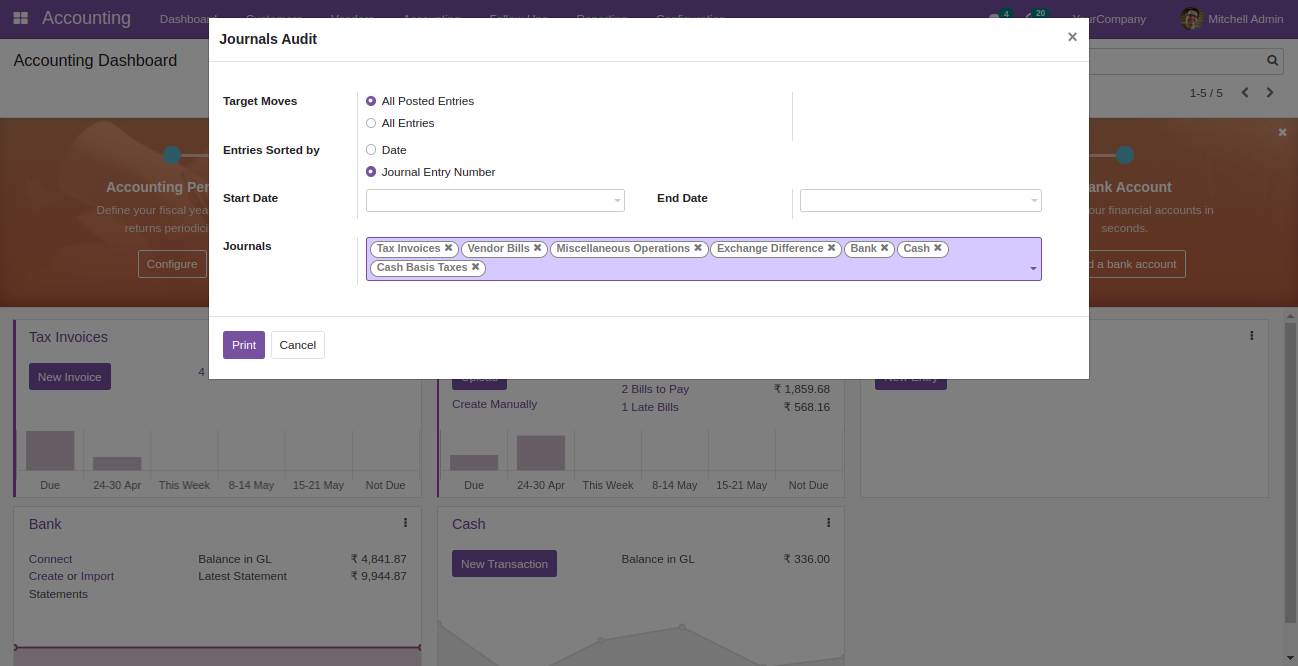 Accounting Dashboard Customers Vendors Accounting Follow-Ups Reporting Configuration 4 20 YourCompany Mitchell Admin
Journals Audit ×
Accounting Dashboard
1-5 / 5
Target Moves All Posted Entries
All Entries
Entries Sorted by Date
Journal Entry Number
Start Date End Date
Journals Tax Invoices ✖ Vendor Bills ✖ Miscellaneous Operations ✖ Exchange Difference ✖ Bank ✖ Cash ✖
Cash Basis Taxes ✖
Print Cancel
Accounting Per
Define your fiscal yea
returns periodici
Configure
ank Account
our financial accounts in
seconds.
d a bank account
Tax Invoices
New Invoice 4
Upload
Create Manually
2 Bills to Pay ₹ 1,859.68
1 Late Bills ₹ 568.16
New Entry
Due 24-30 Apr This Week 8-14 May 15-21 May Not Due
Due 24-30 Apr This Week 8-14 May 15-21 May Not Due
Bank
Connect Balance in GL ₹ 4,841.87
Create or Import Latest Statement ₹ 9,944.87
Statements
Cash
New Transaction Balance in GL ₹ 336.00